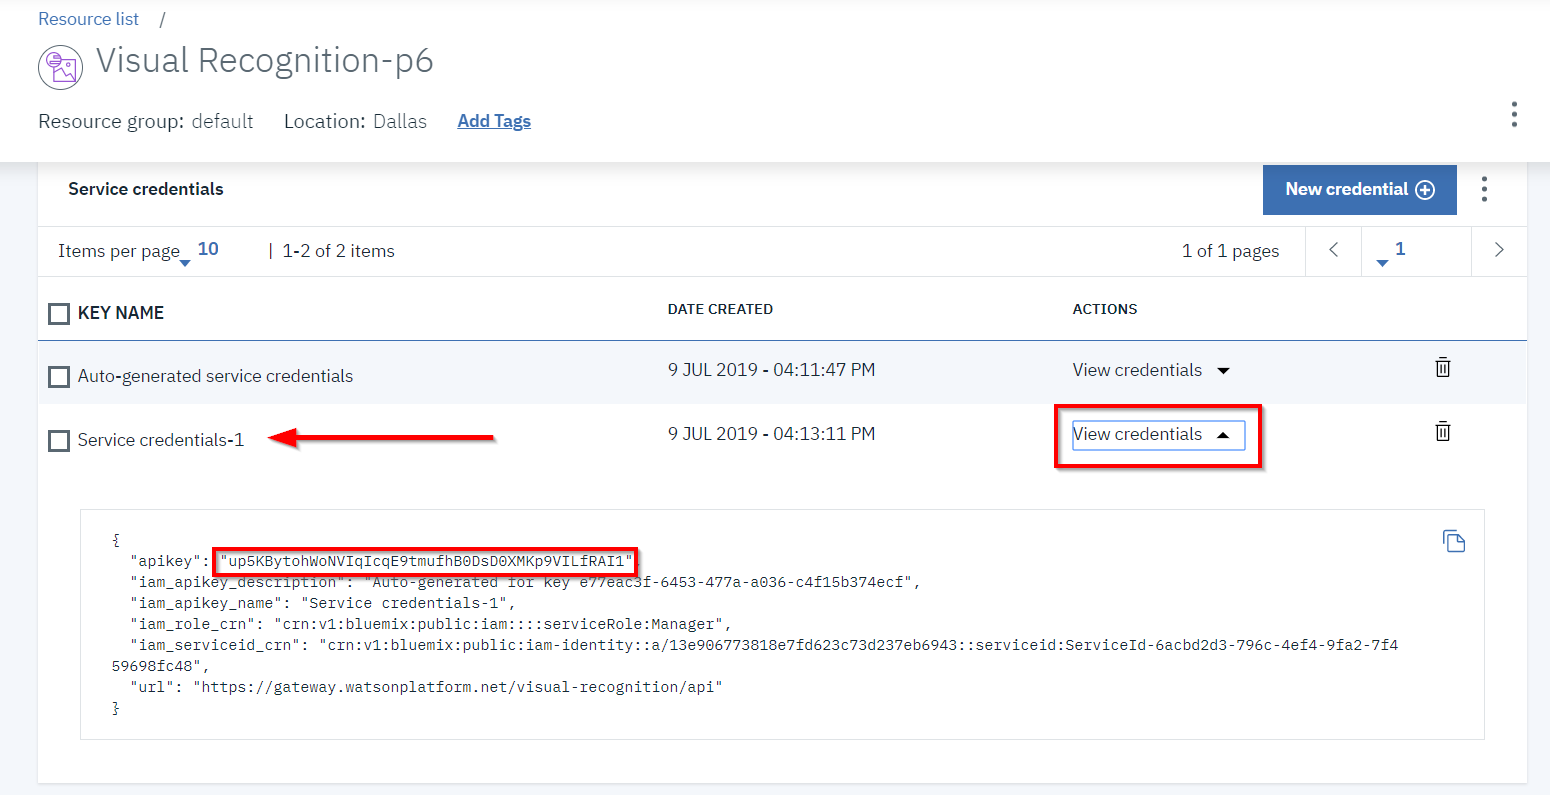 Resource list /
Visual Recognition-p6
Resource group: default Location: Dallas Add Tags
Service credentials New credential
Items per page 10 | 1-2 of 2 items 1 of 1 pages 1
KEY NAME DATE CREATED ACTIONS
Auto-generated service credentials 9 JUL 2019 - 04:11:47 PM View credentials
Service credentials-1 9 JUL 2019 - 04:13:11 PM View credentials
{
"apikey": "up5KBytohWoNVIqIcqE9tmufhB0DsD0XMKp9VILfRAI1",
"iam_apikey_description": "Auto-generated for key e77eac3f-6453-477a-a036-c4f15b374ecf",
"iam_apikey_name": "Service credentials-1",
"iam_role_crn": "crn:v1:bluemix:public:iam::::serviceRole:Manager",
"iam_serviceid_crn": "crn:v1:bluemix:public:iam-identity::a/13e906773818e7fd623c73d237eb6943::serviceid:ServiceId-6acbd2d3-796c-4ef4-9fa2-7f4
59698fc48",
"url": "https://gateway.watsonplatform.net/visual-recognition/api"
}